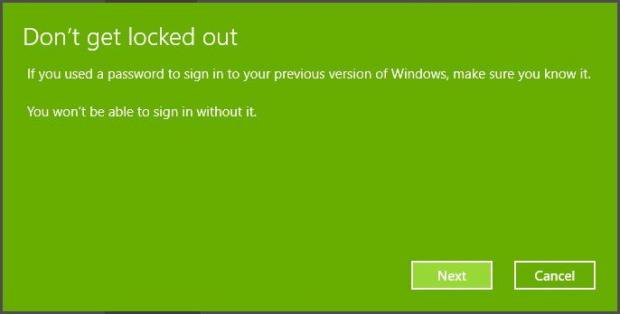 Don't get locked out
If you used a password to sign in to your previous version of Windows, make sure you know it.
You won't be able to sign in without it.
Next
Cancel